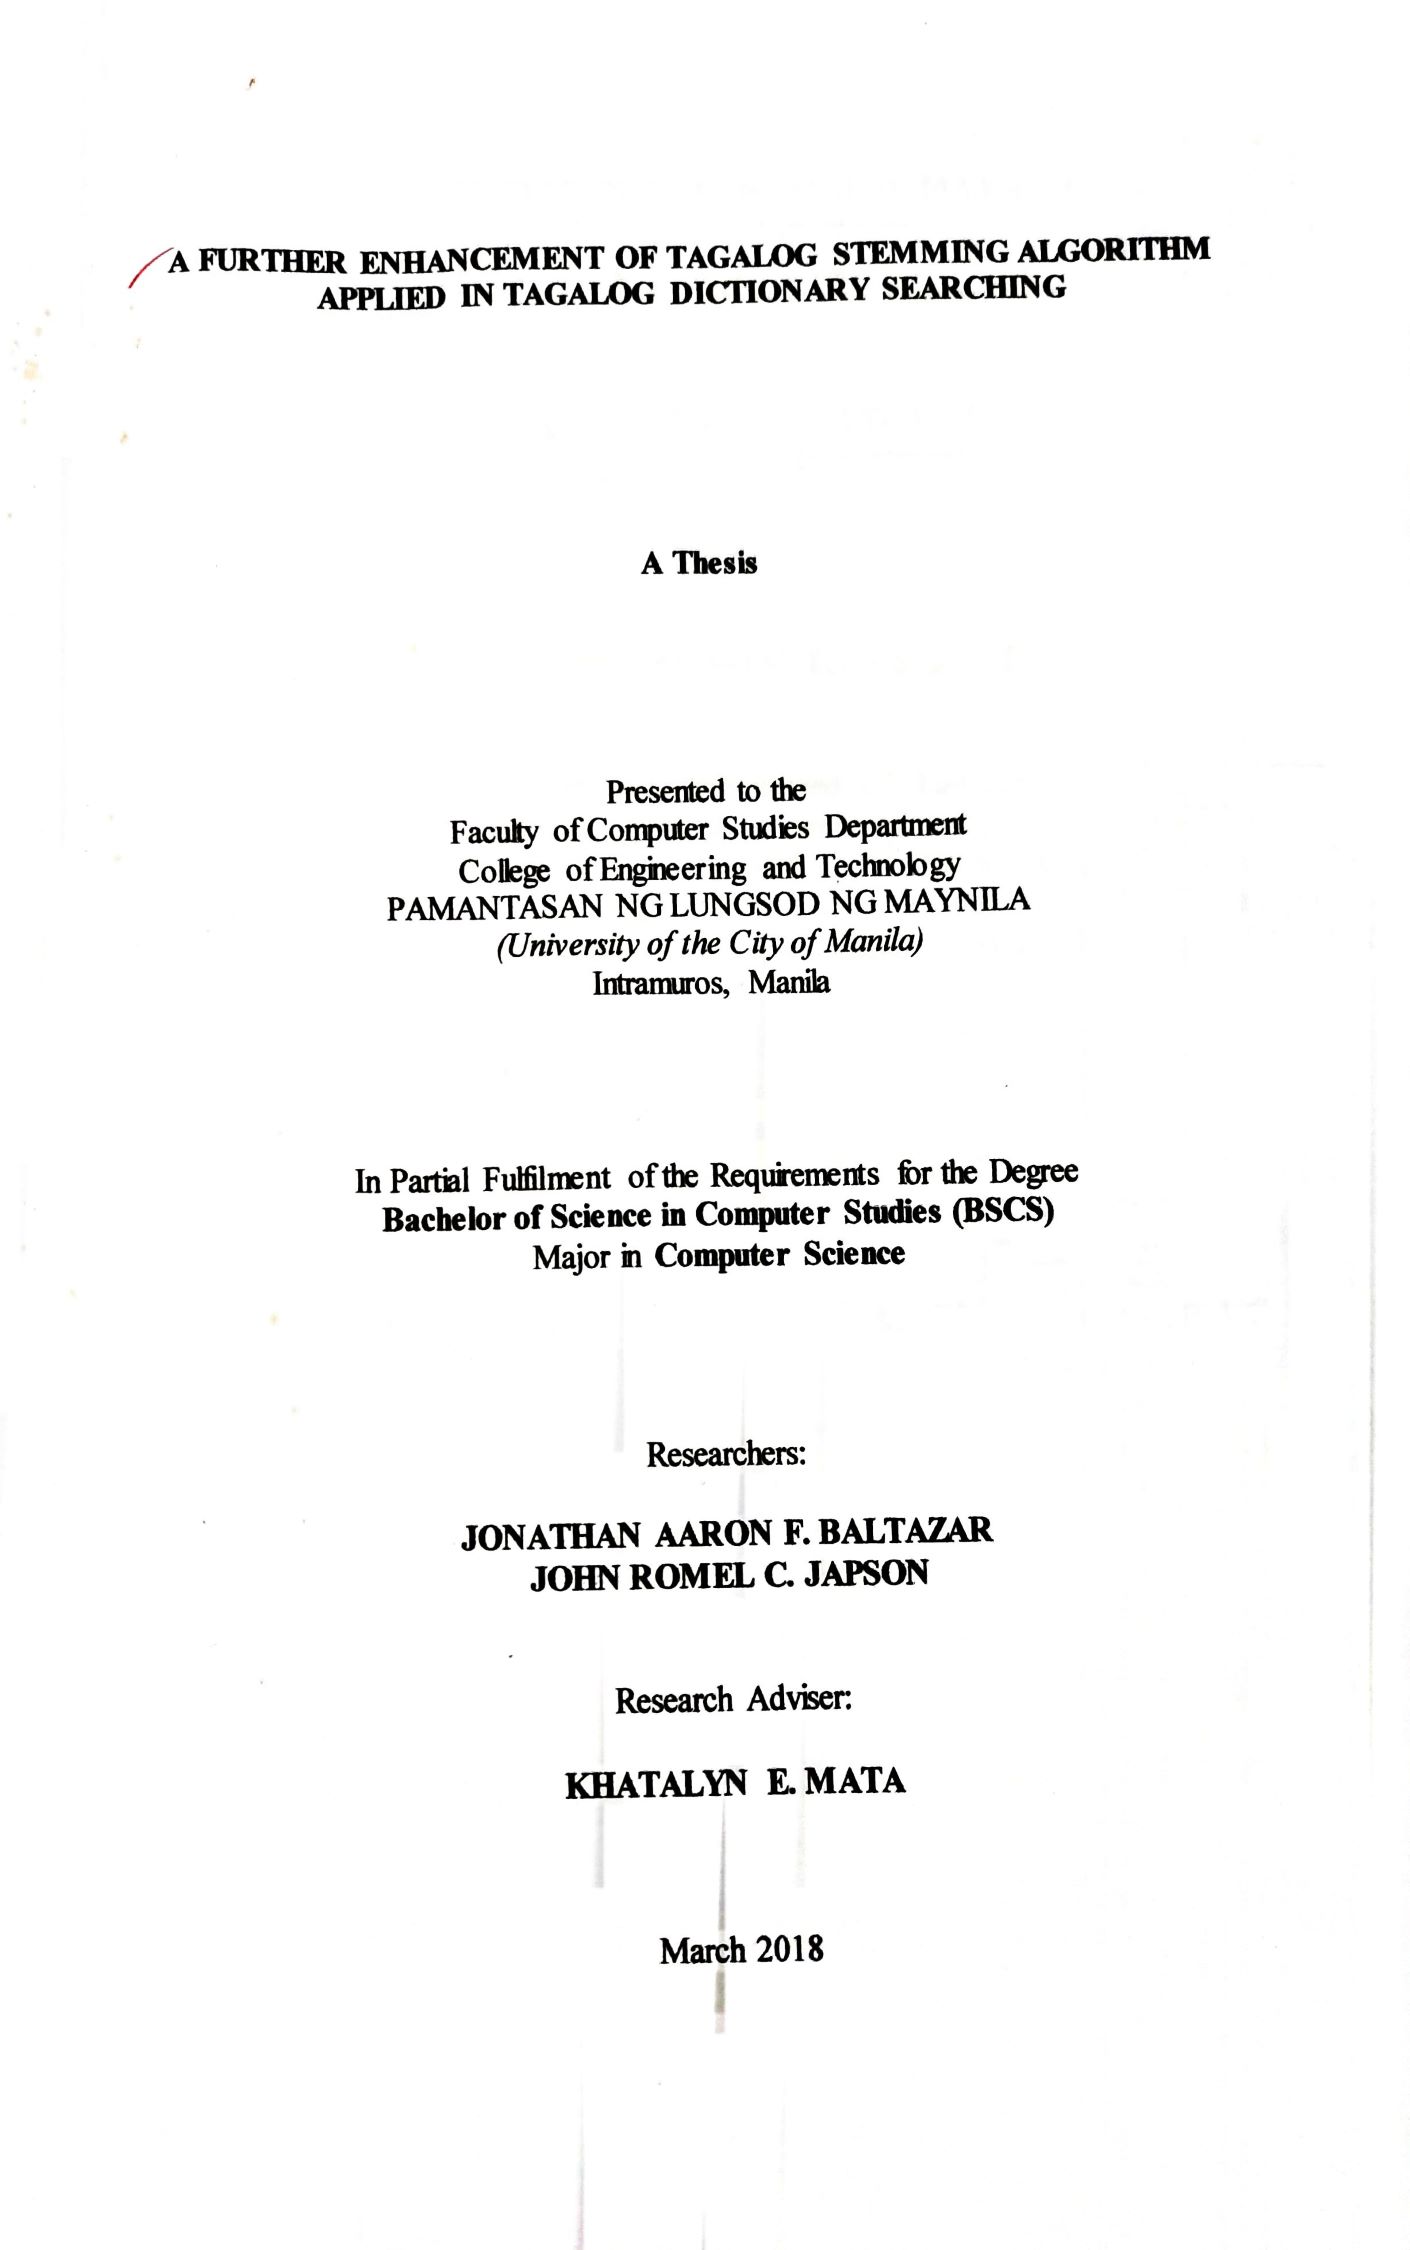 A FURTHER ENHANCEMENT OF TAGALOG STEMMING ALGORITHM
APPLIED IN TAGALOG DICTIONARY SEARCHING
A Thesis
Presented to the
Faculty of Computer Studies Department
College of Engineering and Technology
PAMANTASAN NG LUNGSOD NG MAYNILA
(University of the City of Manila)
Intramuros, Manila
In Partial Fulfilment of the Requirements for the Degree
Bachelor of Science in Computer Studies (BSCS)
Major in Computer Science
Researchers:
JONATHAN AARON F. BALTAZAR
JOHN ROMEL C. JAPSON
Research Adviser:
KHATALYN E. MATA
March 2018